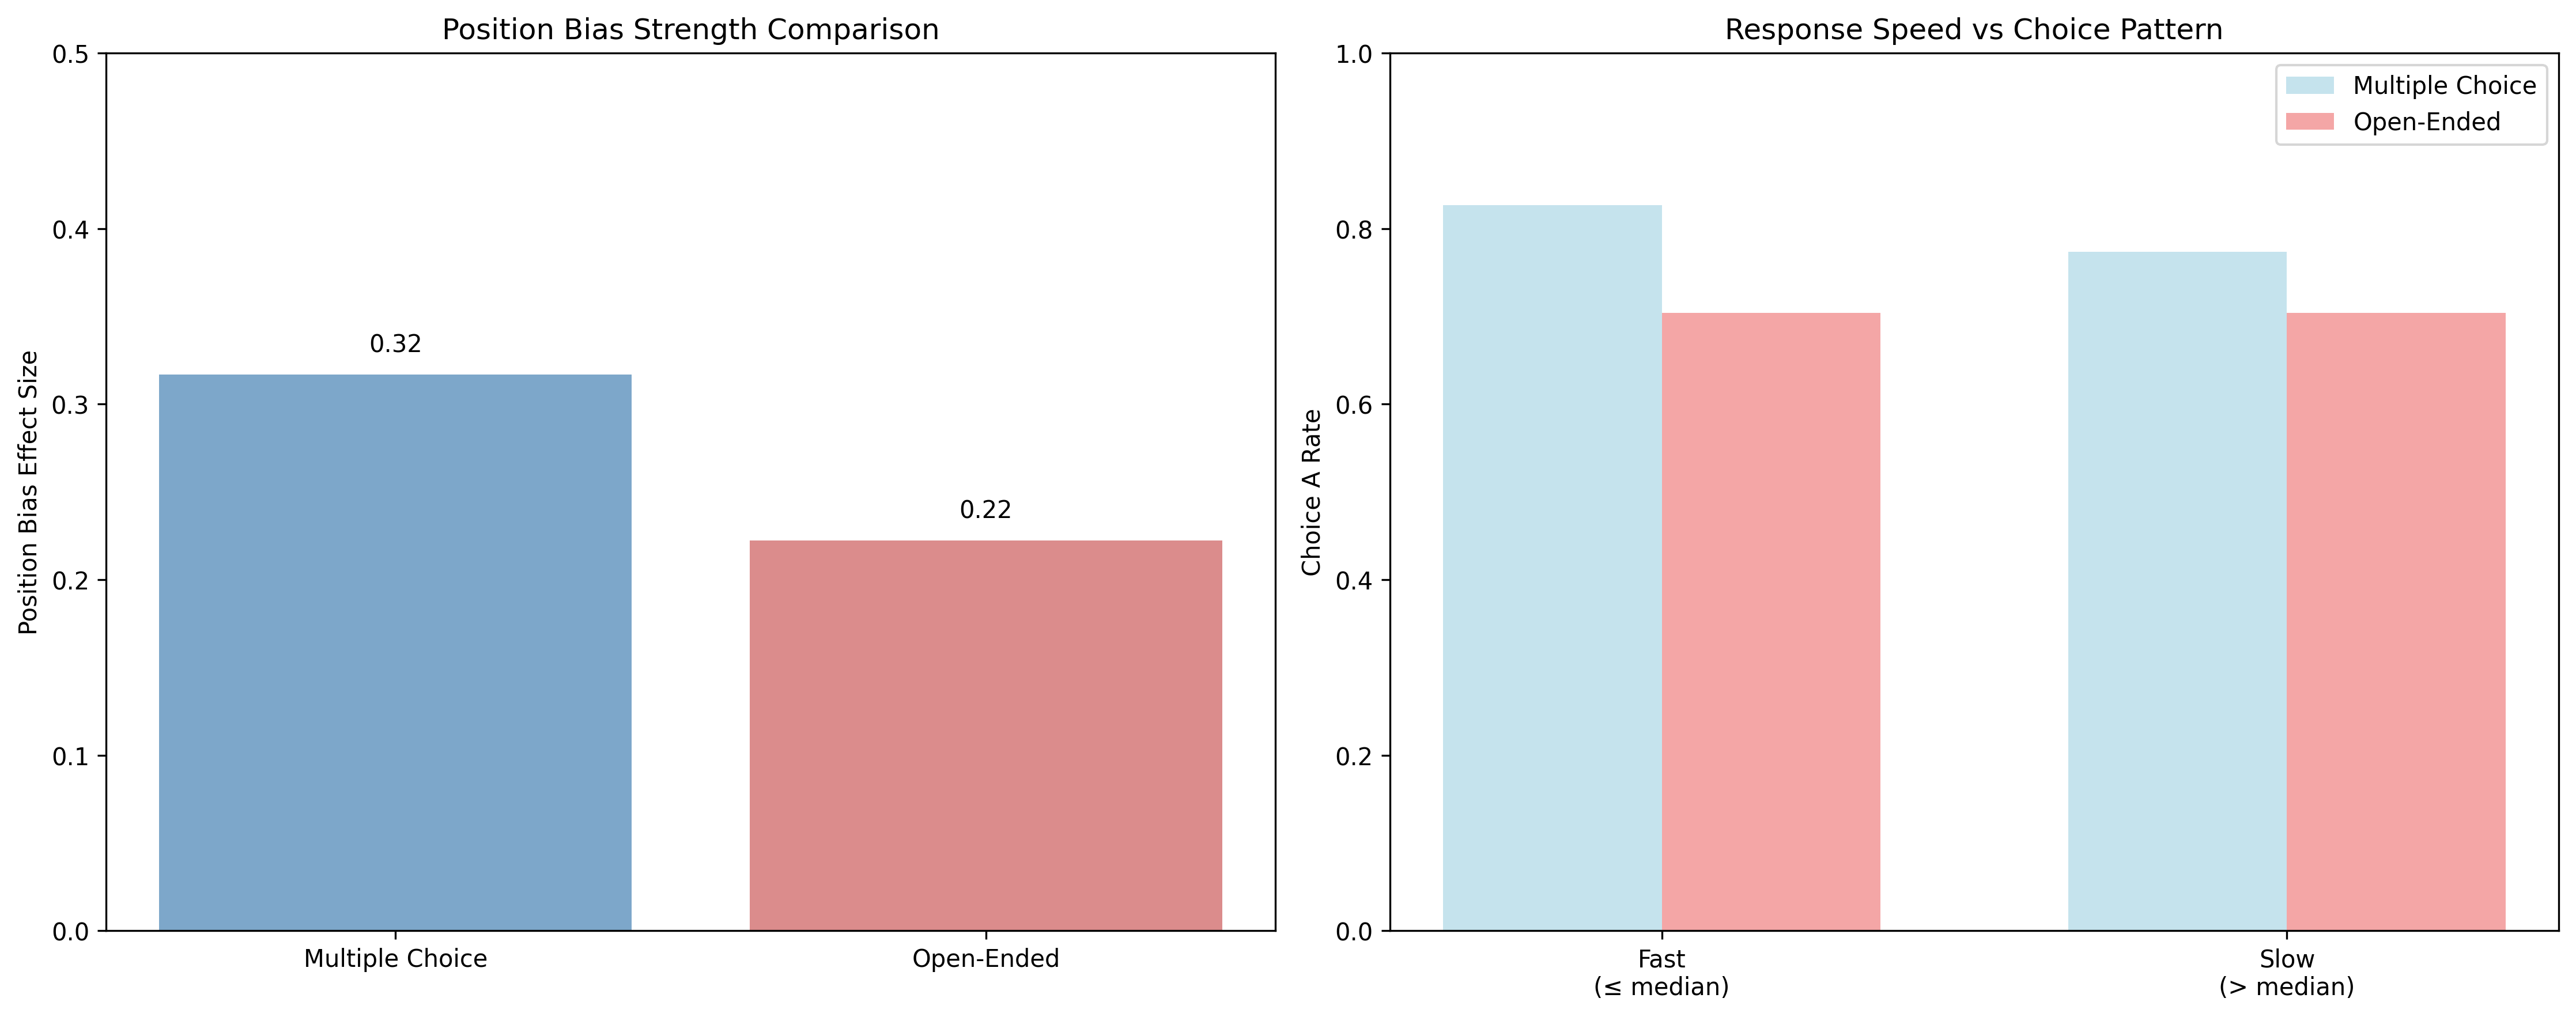 Position Bias Strength Comparison
Position Bias Effect Size
0.5
0.4
0.3
0.2
0.1
0.0
0.32
0.22
Multiple Choice
Open-Ended
Response Speed vs Choice Pattern
Choice A Rate
1.0
0.8
0.6
0.4
0.2
0.0
Multiple Choice
Open-Ended
Fast
(≤ median)
Slow
(> median)